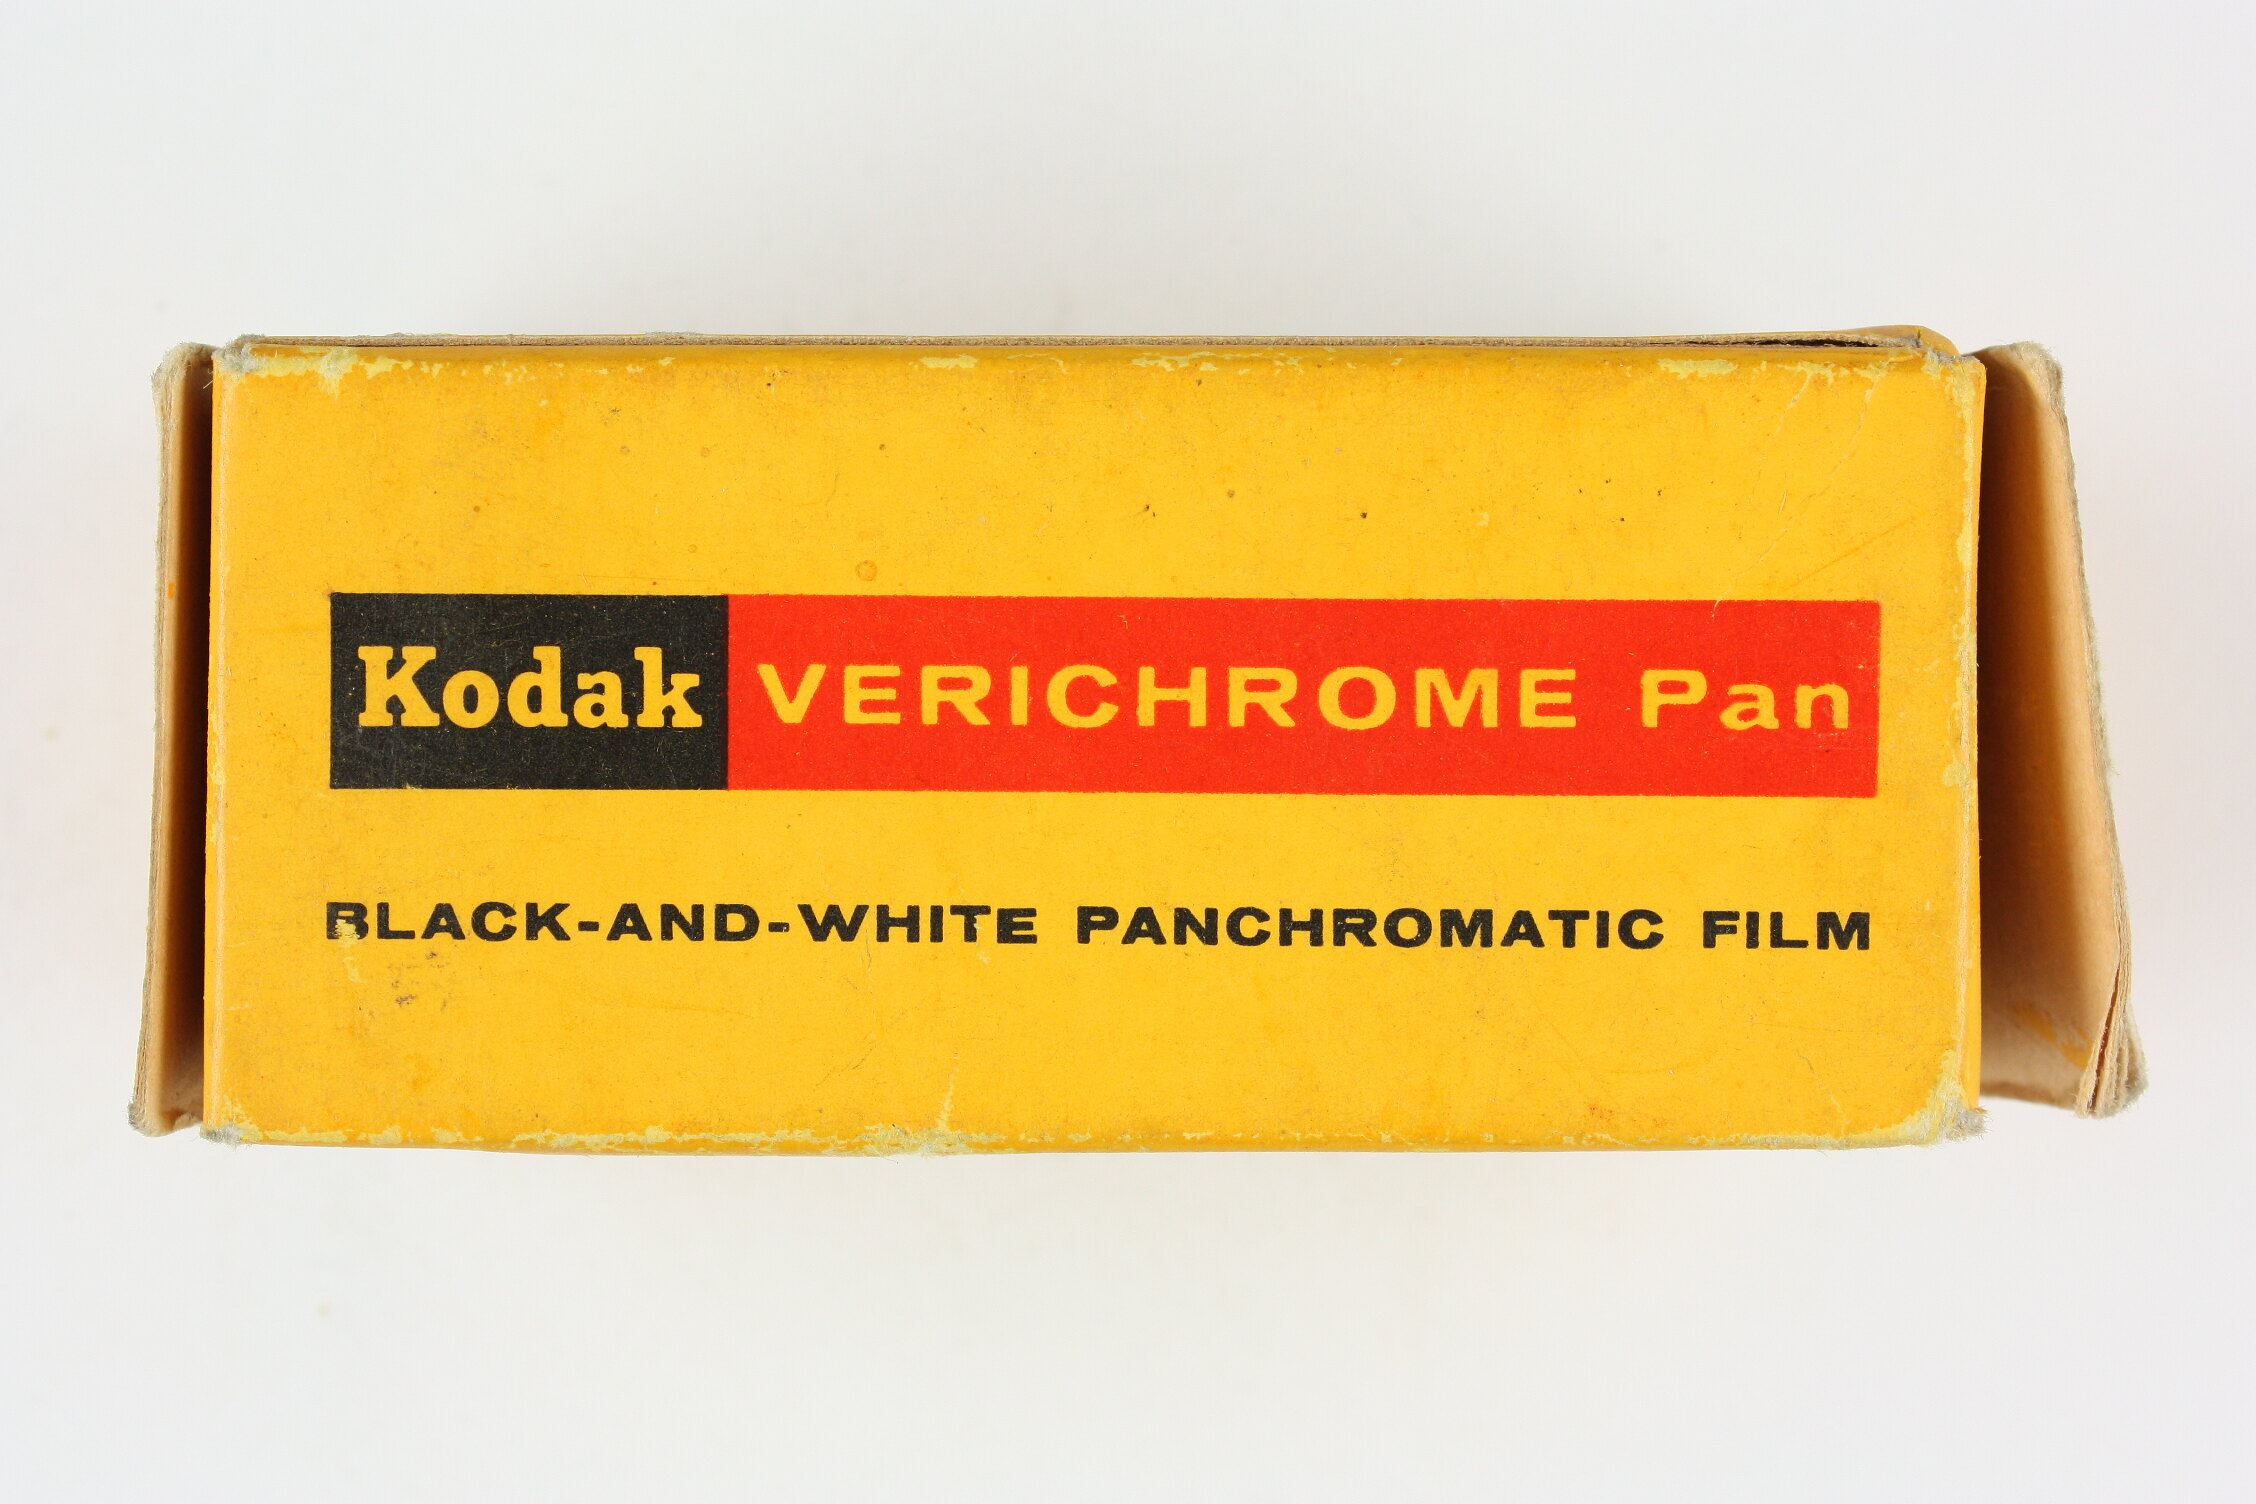 Kodak VERICHROME Pan
BLACK-AND-WHITE PANCHROMATIC FILM